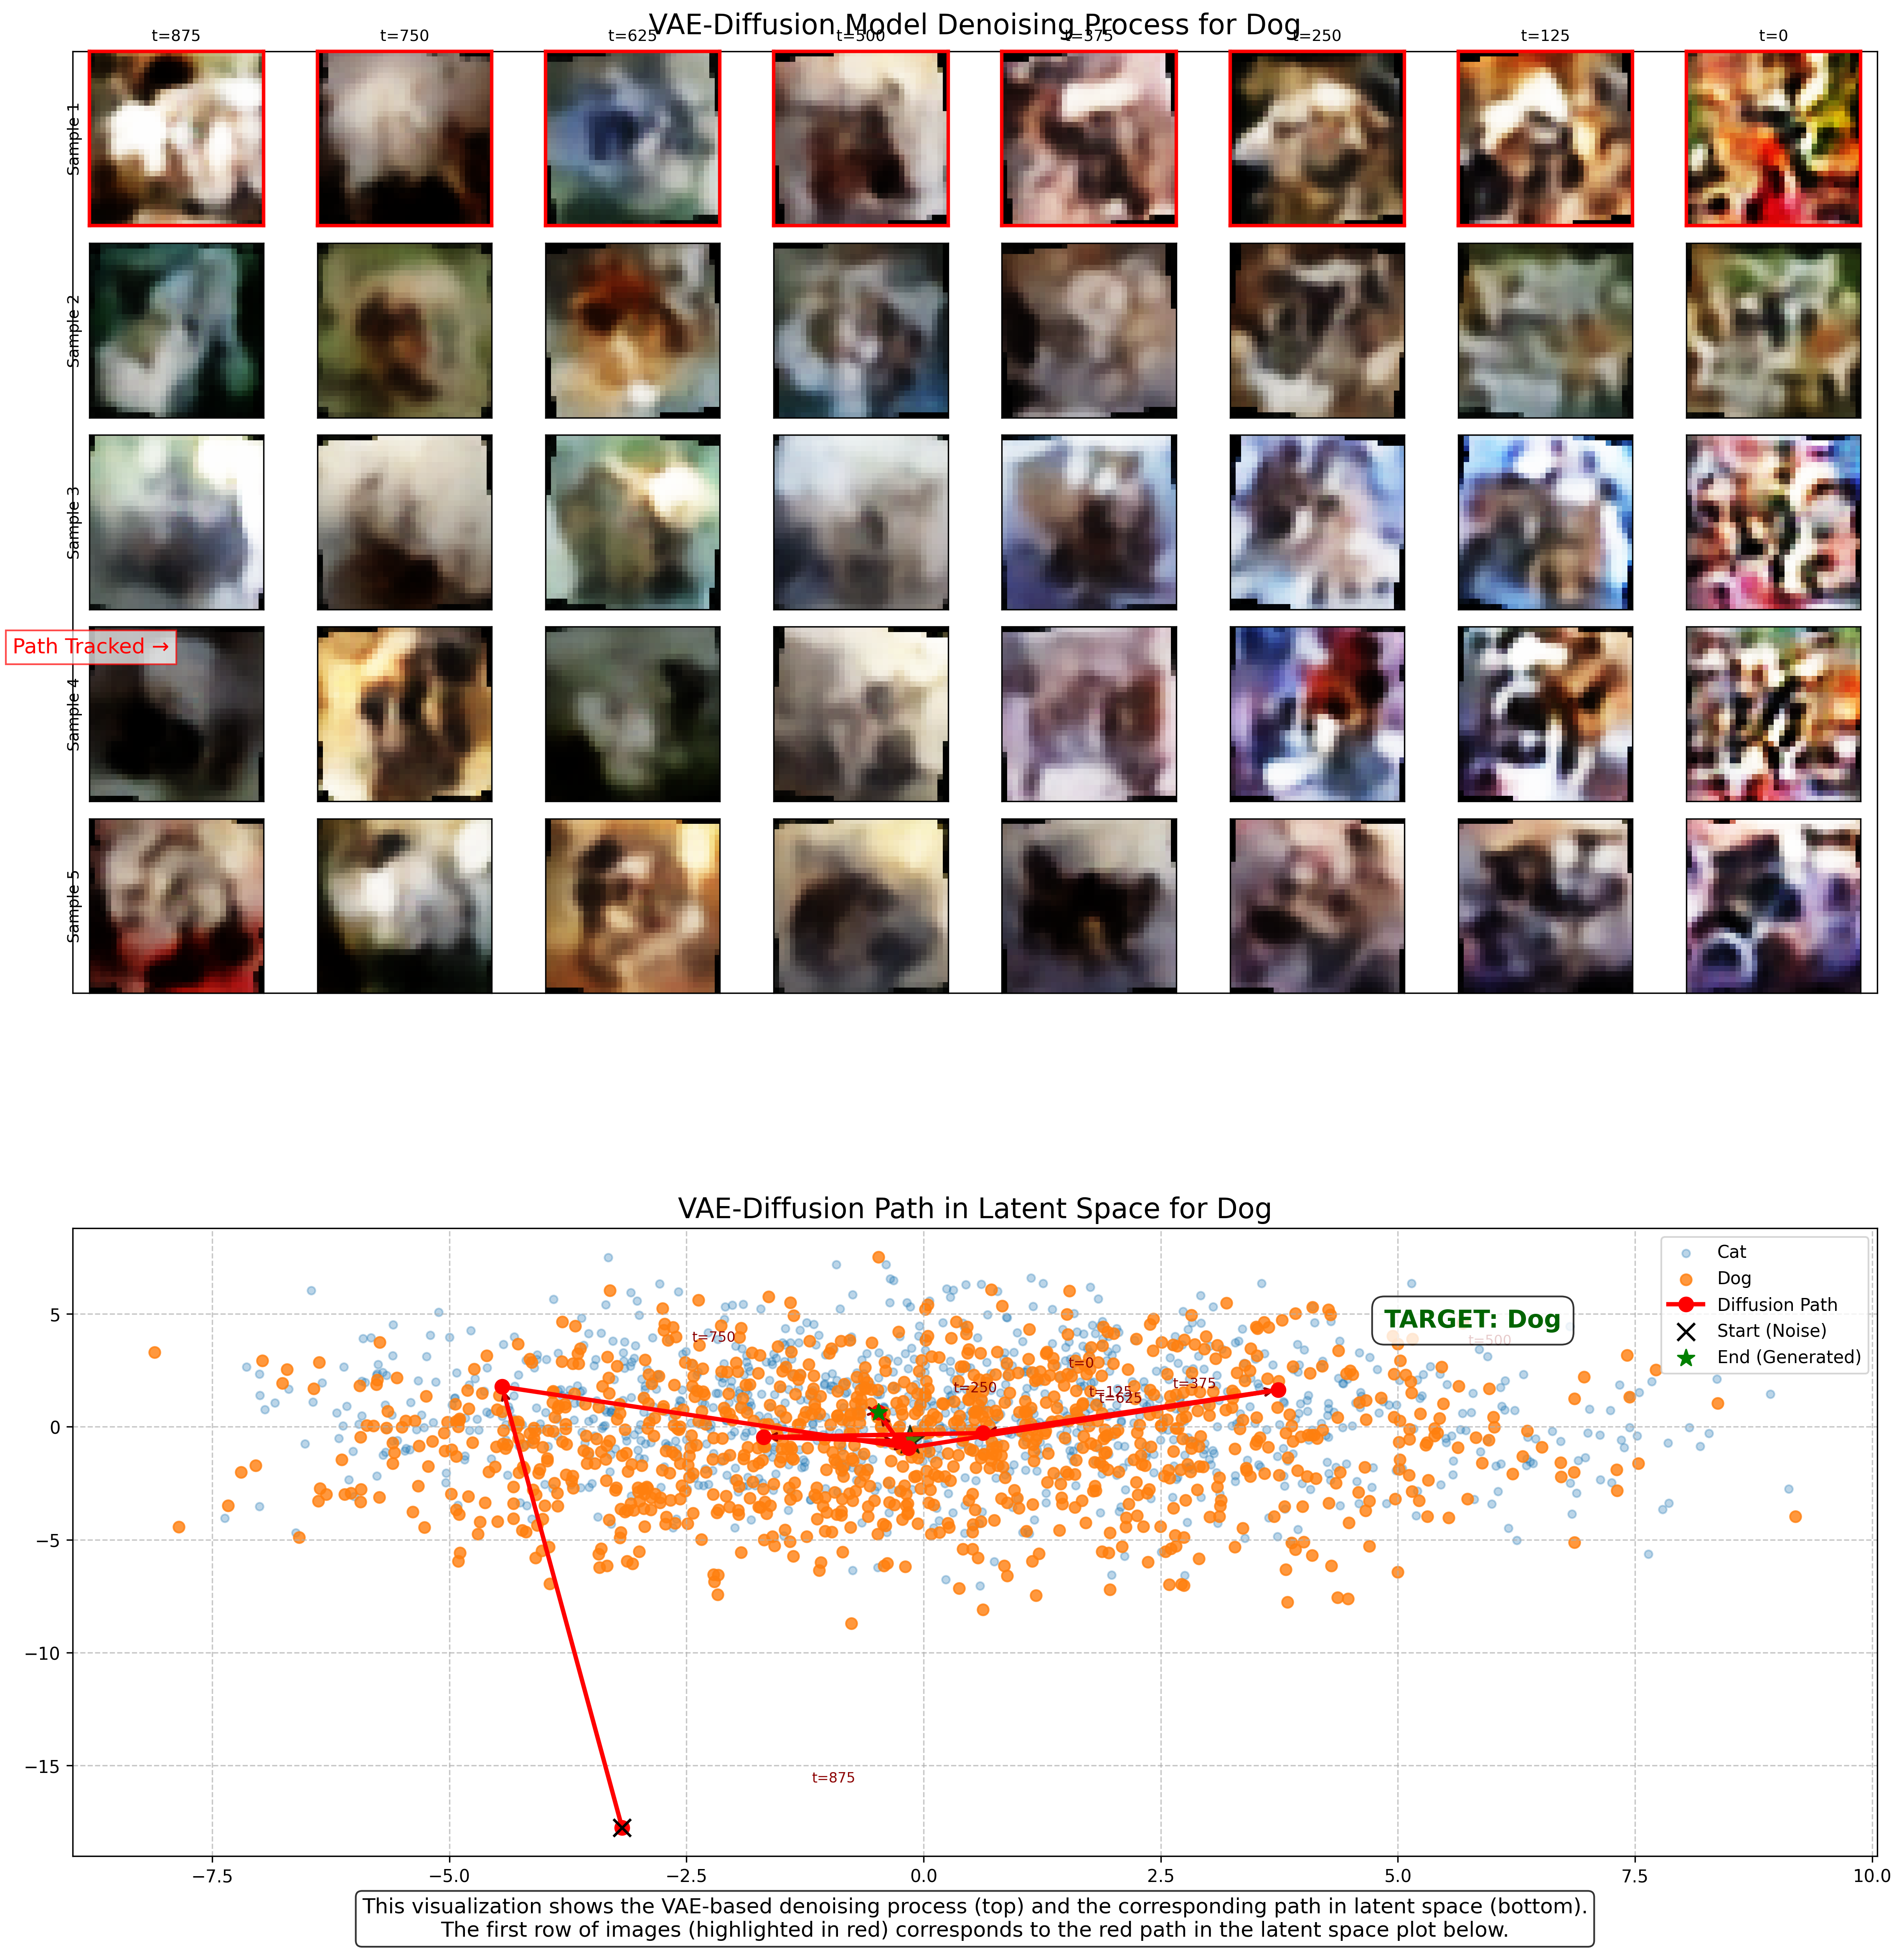 VAE-Diffusion Model Denoising Process for Dog
t=875
t=750
t=625
t=500
t=375
t=250
t=125
t=0
Sample 1
Sample 2
Sample 3
Path Tracked →
Sample 4
Sample 5
VAE-Diffusion Path in Latent Space for Dog
Cat
Dog
Diffusion Path
Start (Noise)
End (Generated)
TARGET: Dog
t=750
t=500
t=0
t=250
t=125
t=375
t=625
t=875
5
0
−5
−10
−15
−7.5
−5.0
−2.5
0.0
2.5
5.0
7.5
10.0
This visualization shows the VAE-based denoising process (top) and the corresponding path in latent space (bottom).
The first row of images (highlighted in red) corresponds to the red path in the latent space plot below.